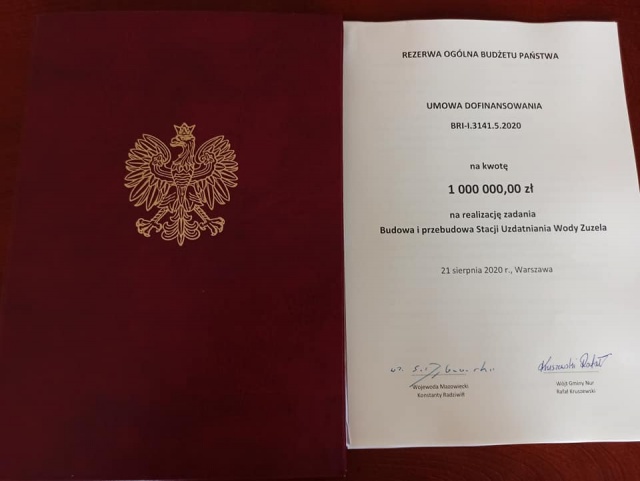 REZERWA OGÓLNA BUDŻETU PAŃSTWA
UMOWA DOFINANSOWANIA
BRI-I.3141.5.2020
na kwotę
1 000 000,00 zł
na realizację zadania
Budowa i przebudowa Stacji Uzdatniania Wody Zuzela
21 sierpnia 2020 r., Warszawa
Kruszewski Rafał
Wojewoda Mazowiecki
Konstanty Radziwiłł
Wójt Gminy Nur
Rafał Kruszewski